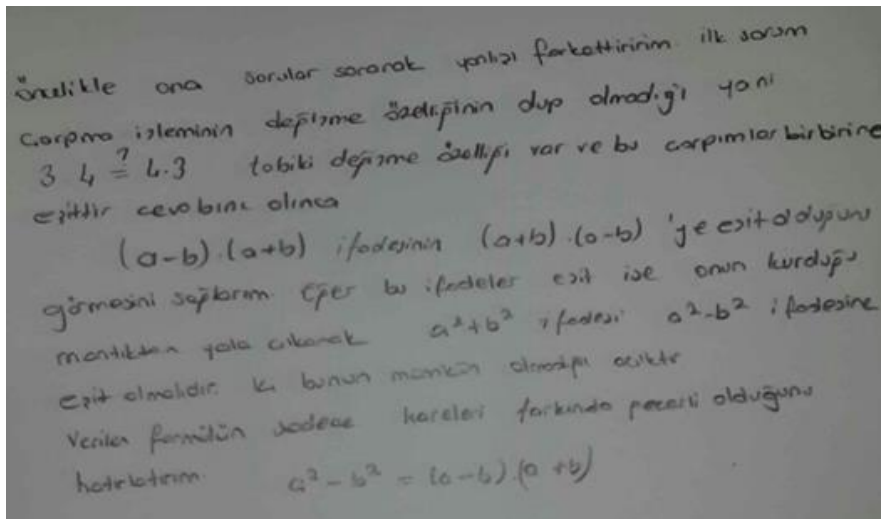 öncelikle ona sorular sorarak yanlışı farkettiririm. ilk sorum
Çarpma işleminin değişme özelliğinin olup olmadığı yani
3 4 ≟ 4.3 tabiki değişme özelliği var ve bu çarpımlar birbirine
eşittir cevabını alınca
(a-b).(a+b) ifadesinin (a+b).(a-b) 'ye eşit olduğunu
görmesini sağlarım. Eğer bu ifadeler eşit ise onun kurduğu
mantıktan yola çıkarak a²+b² ifadesi a²-b² ifadesine
eşit olmalıdır. ki bunun mümkün olmadığı açıktır
Verilen formülün sadece kareleri farkında geçerli olduğunu
hatırlatırım. a² - b² = (a-b).(a+b)